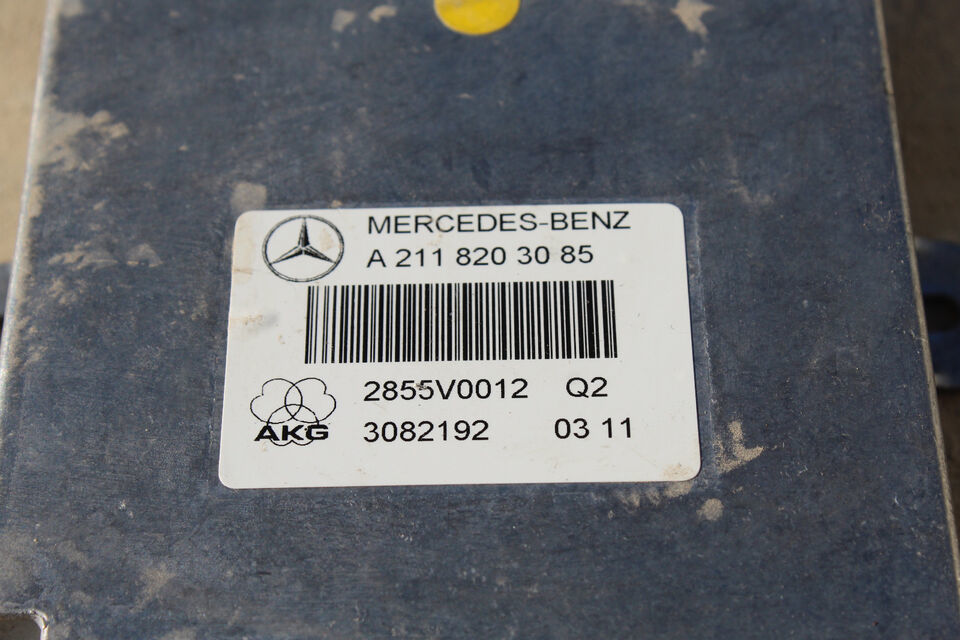 MERCEDES-BENZ
A 211 820 30 85
2855V0012 Q2
AKG
3082192 03 11